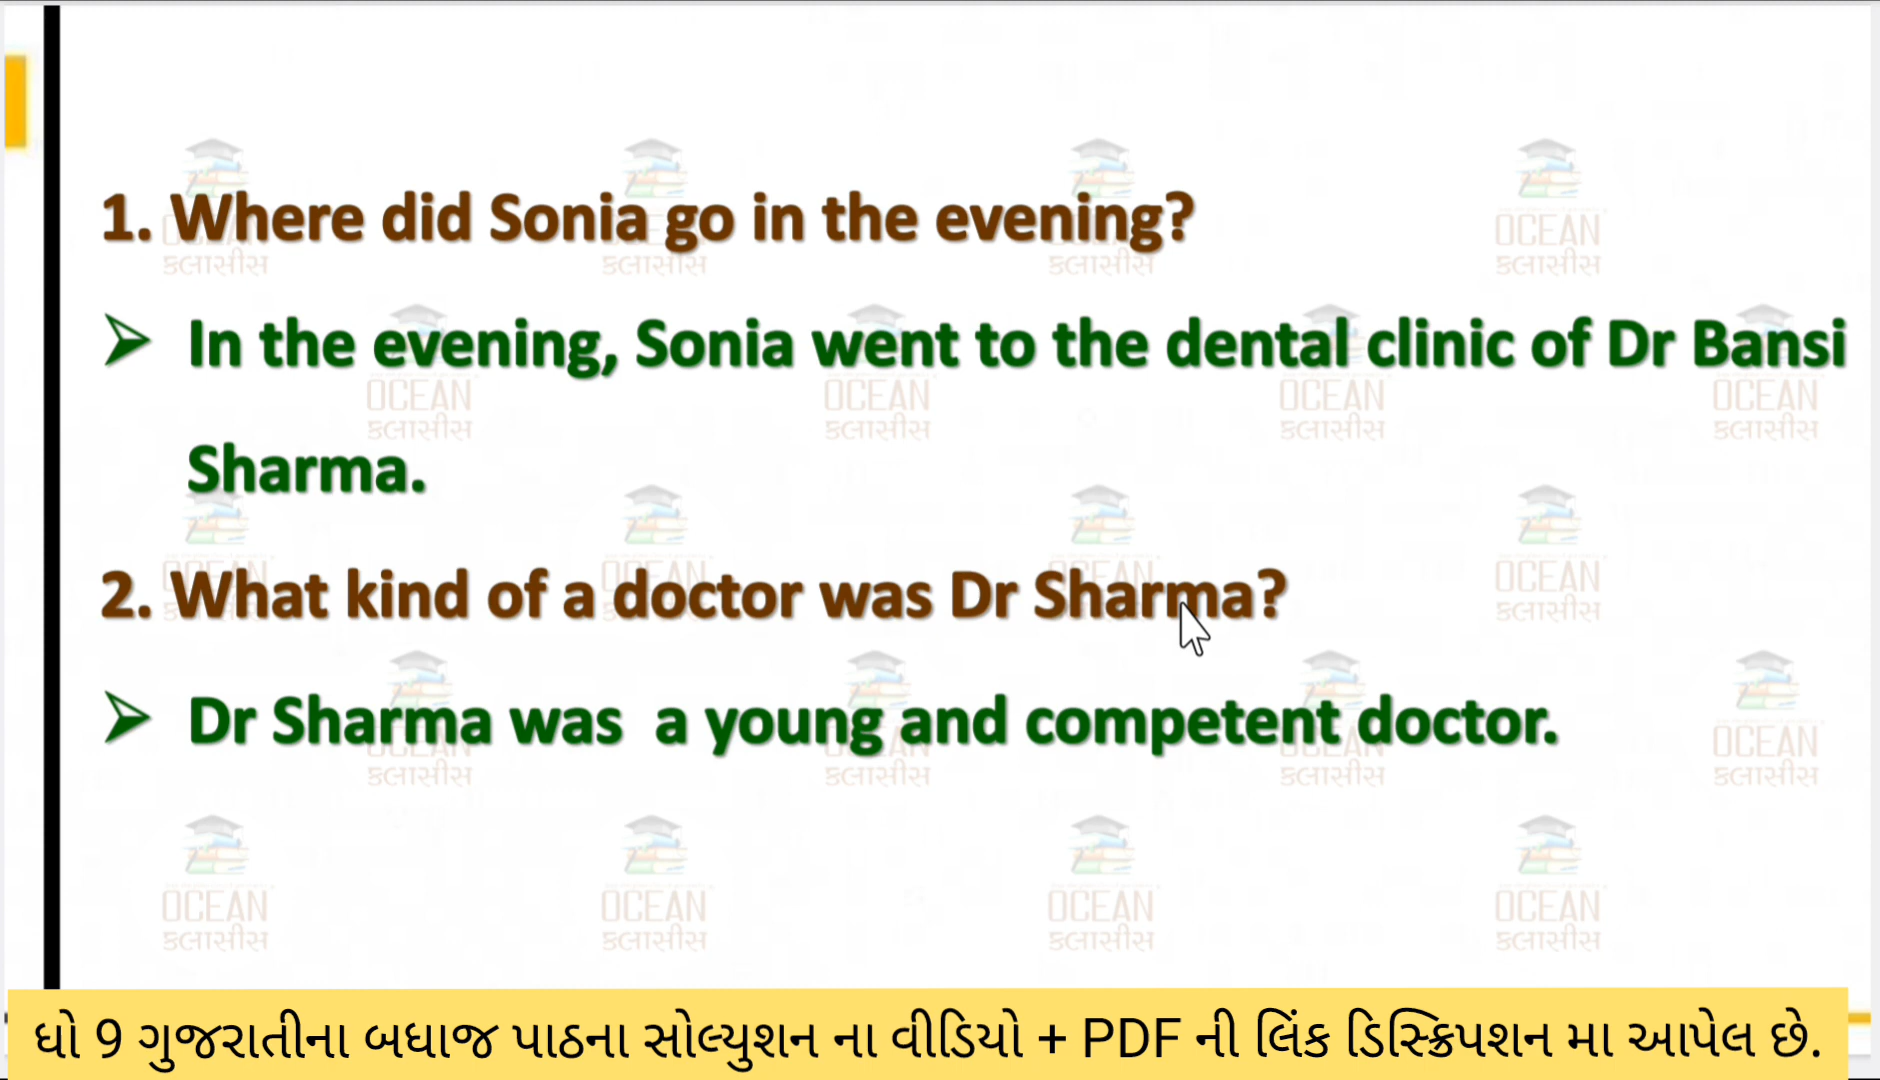 1. Where did Sonia go in the evening?
➢ In the evening, Sonia went to the dental clinic of Dr Bansi
Sharma.
2. What kind of a doctor was Dr Sharma?
➢ Dr Sharma was  a young and competent doctor.
OCEAN
ક્લાસીસ
ધો 9 ગુજરાતીના બધાજ પાઠના સોલ્યુશન ના વીડિયો + PDF ની લિંક ડિસ્ક્રિપશન મા આપેલ છે.